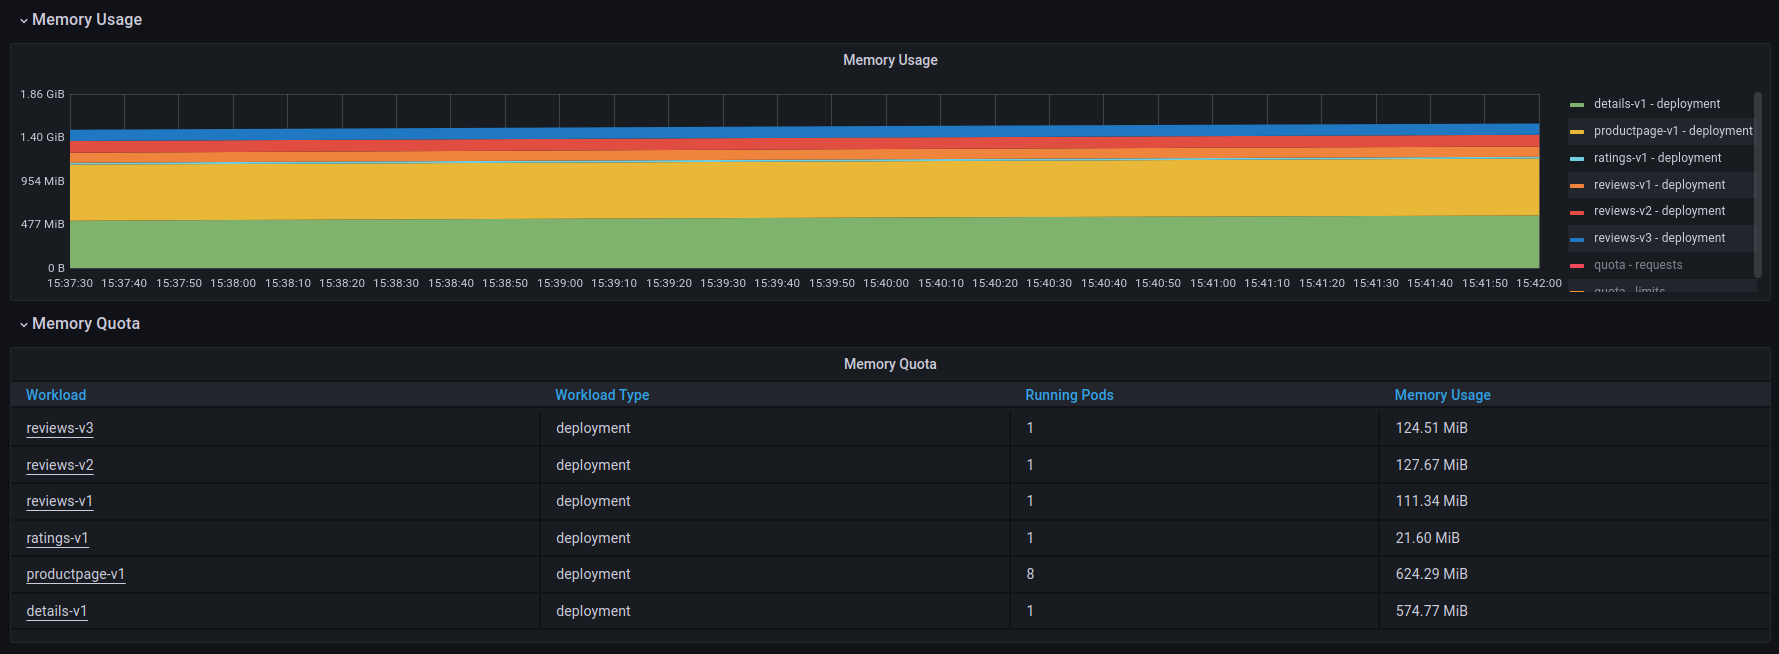 Memory Usage
Memory Usage
1.86 GiB
1.40 GiB
954 MiB
477 MiB
0 B
15:37:30 15:37:40 15:37:50 15:38:00 15:38:10 15:38:20 15:38:30 15:38:40 15:38:50 15:39:00 15:39:10 15:39:20 15:39:30 15:39:40 15:39:50 15:40:00 15:40:10 15:40:20 15:40:30 15:40:40 15:40:50 15:41:00 15:41:10 15:41:20 15:41:30 15:41:40 15:41:50 15:42:00
details-v1 - deployment
productpage-v1 - deployment
ratings-v1 - deployment
reviews-v1 - deployment
reviews-v2 - deployment
reviews-v3 - deployment
quota - requests
quota - limits
Memory Quota
Memory Quota
Workload Workload Type Running Pods Memory Usage
reviews-v3 deployment 1 124.51 MiB
reviews-v2 deployment 1 127.67 MiB
reviews-v1 deployment 1 111.34 MiB
ratings-v1 deployment 1 21.60 MiB
productpage-v1 deployment 8 624.29 MiB
details-v1 deployment 1 574.77 MiB